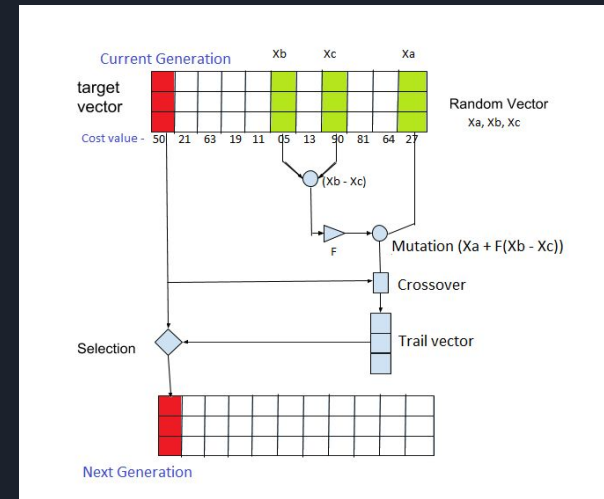 Current Generation
Xb
Xc
Xa
target
vector
Random Vector
Xa, Xb, Xc
Cost value - 50 21 63 19 11 05 13 90 81 64 27
(Xb - Xc)
F
Mutation (Xa + F(Xb - Xc))
Crossover
Trail vector
Selection
Next Generation